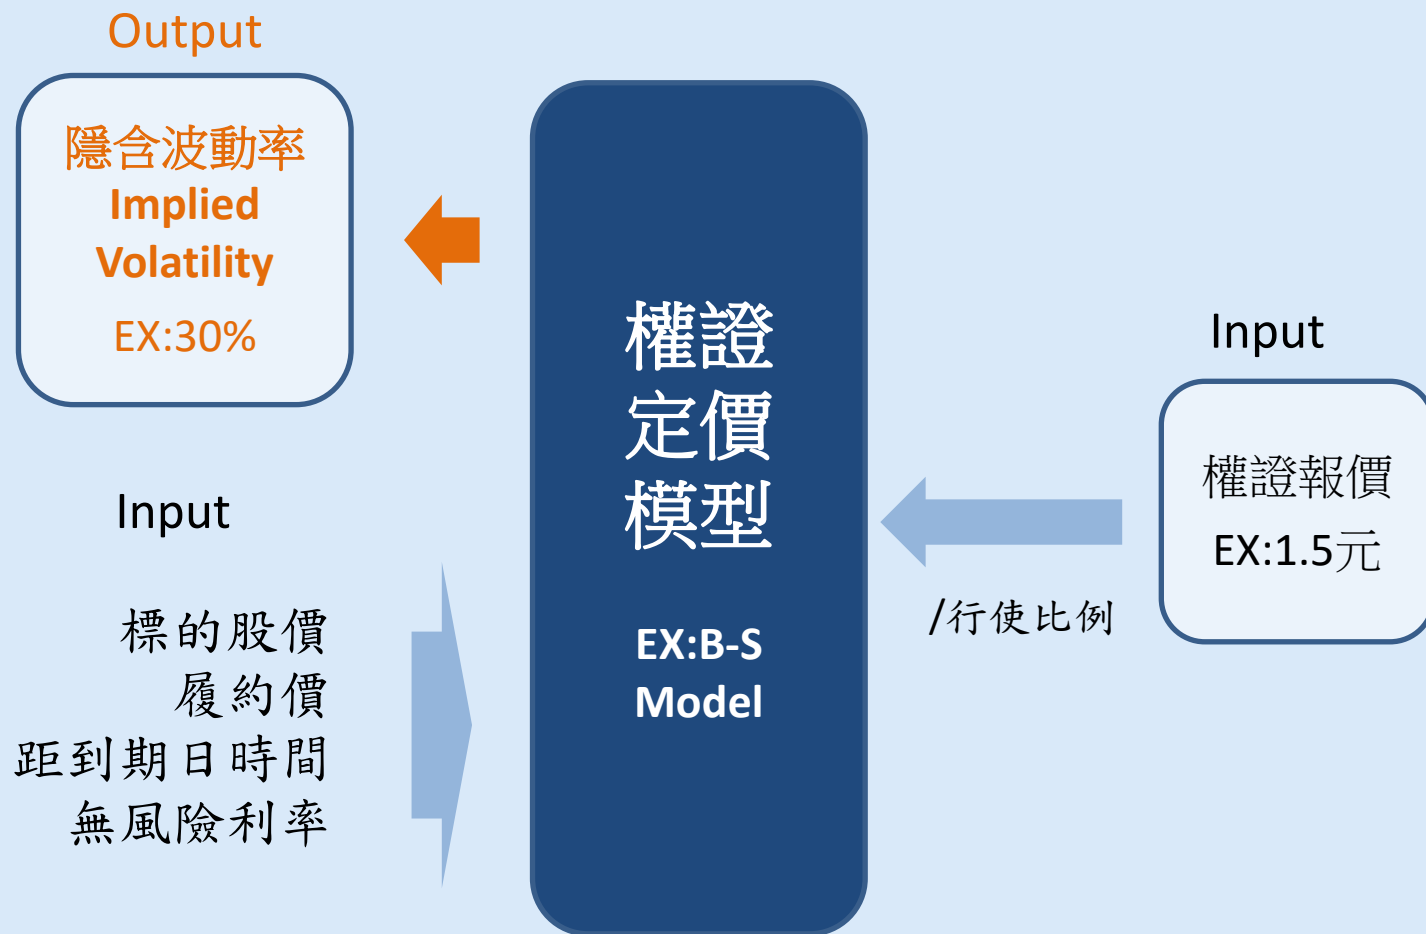 Output
隱含波動率
Implied
Volatility
EX:30%
Input
標的股價
履約價
距到期日時間
無風險利率
權證
定價
模型
EX:B-S
Model
Input
權證報價
EX:1.5元
/行使比例